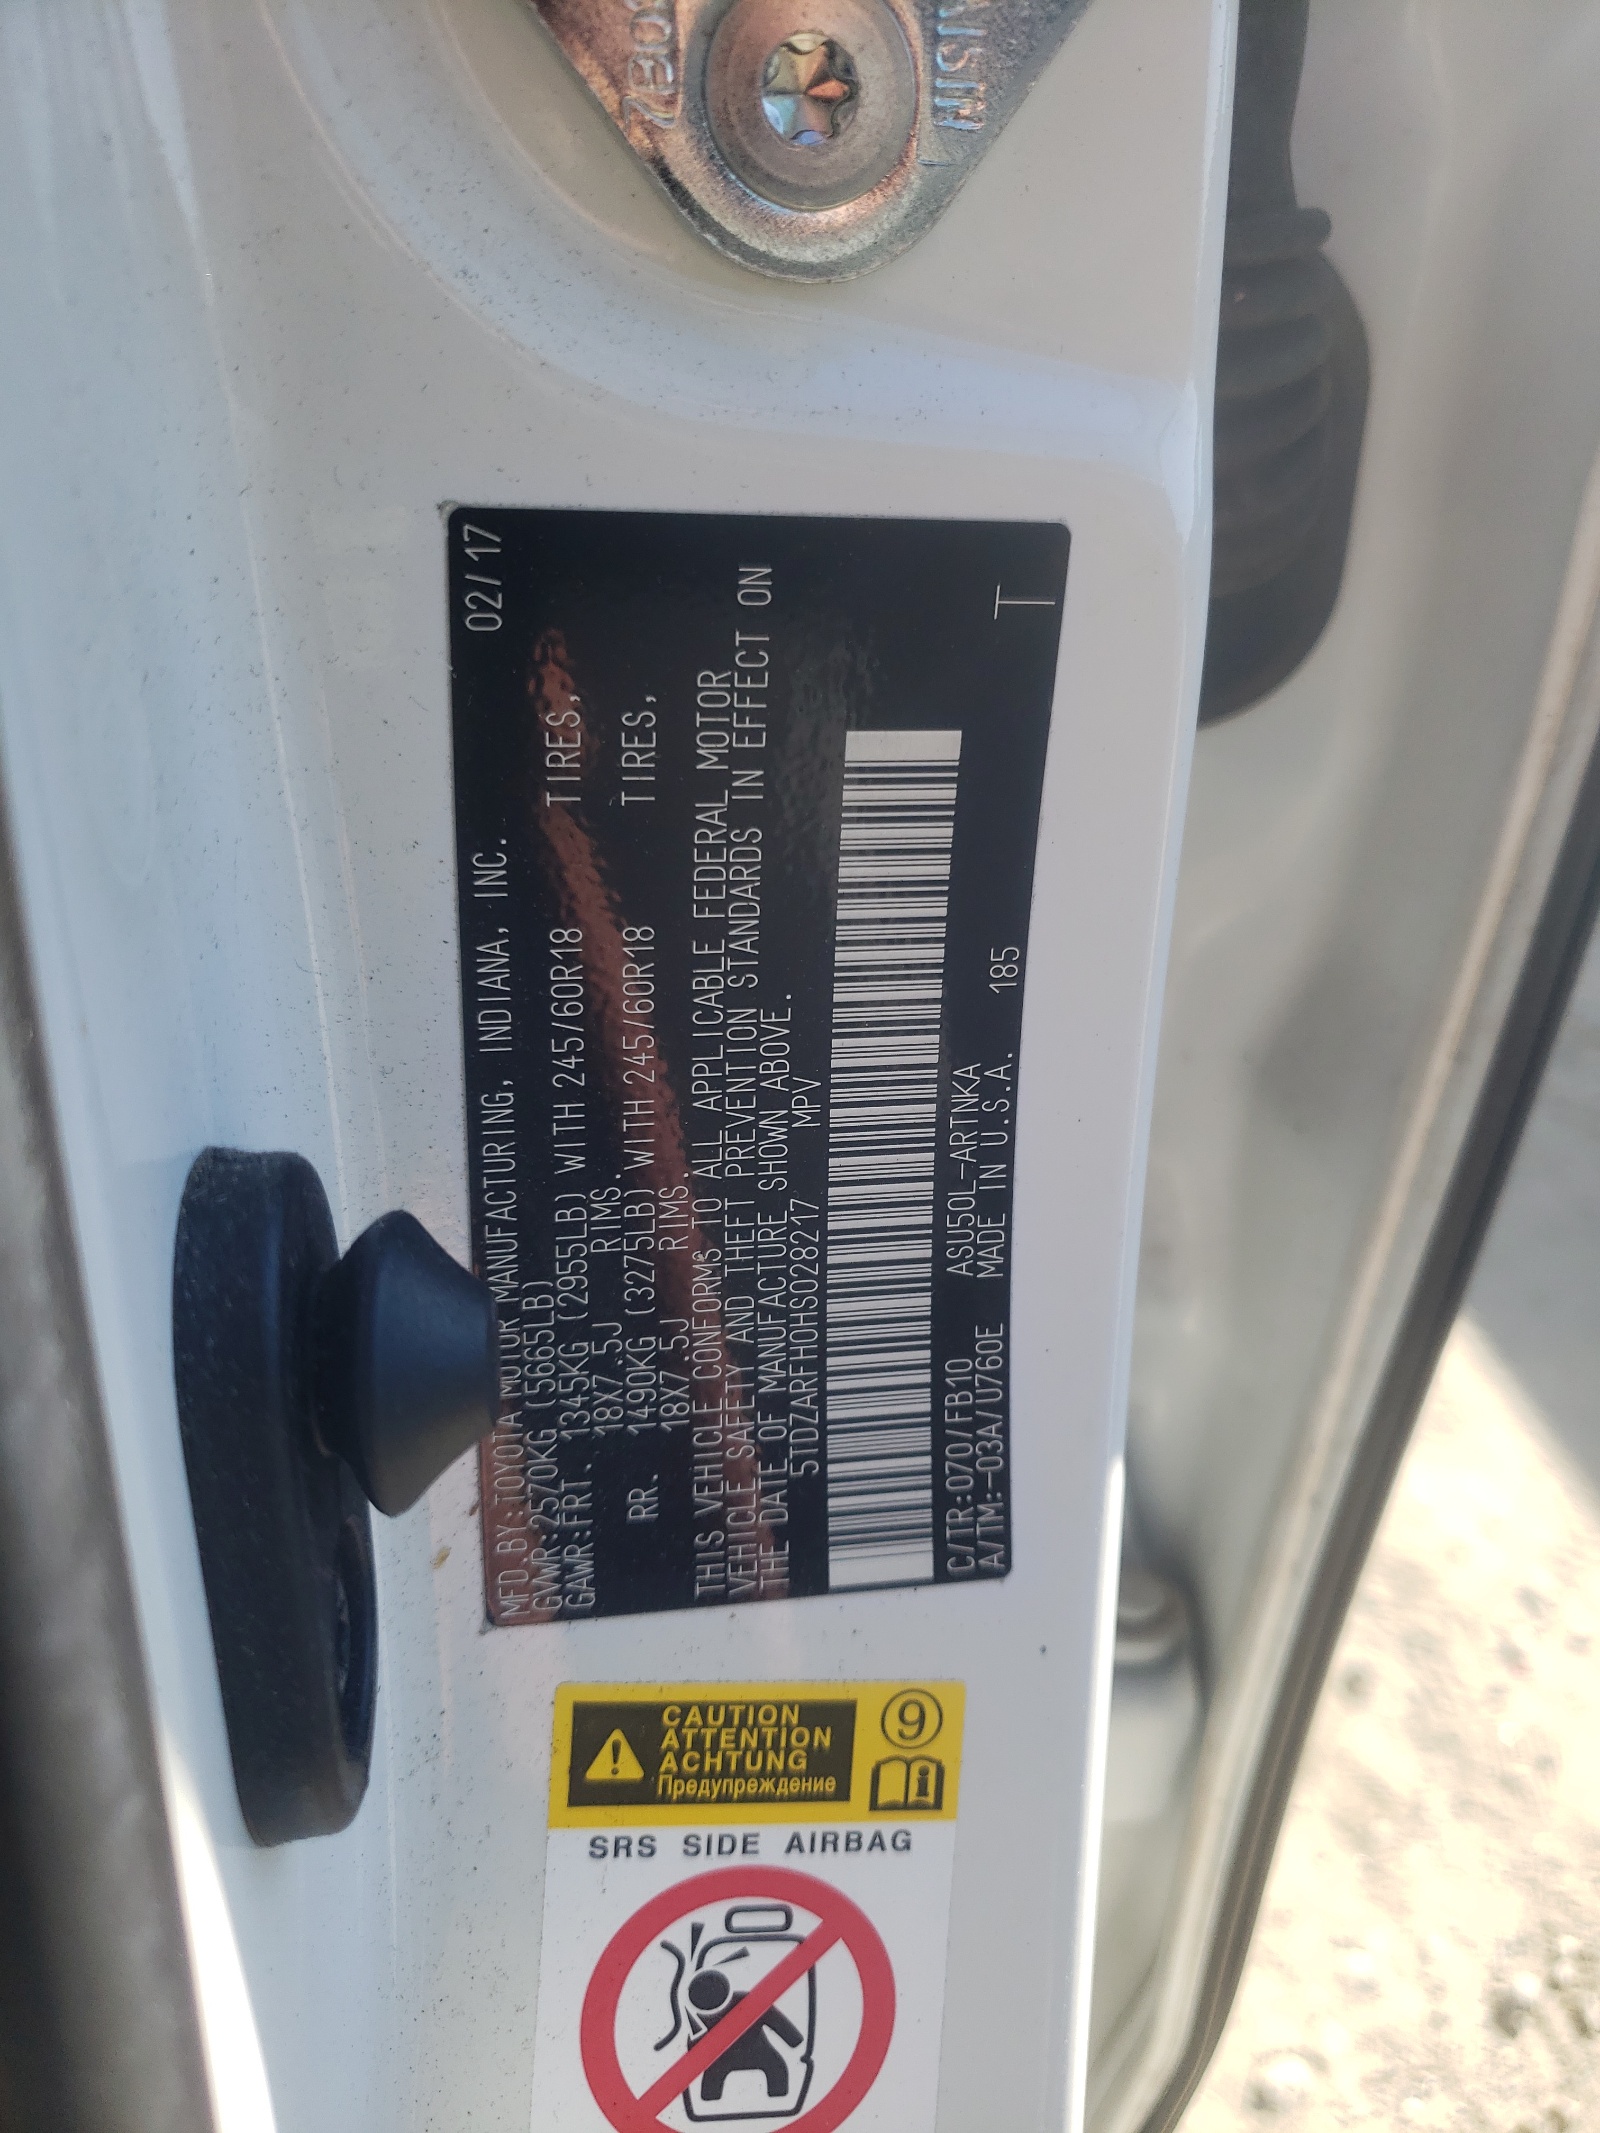 7B03
AISIN
MFD.BY:TOYOTA MOTOR MANUFACTURING, INDIANA, INC. 02/17
GVWR:2570KG (5665LB)
GAWR:FRT. 1345KG (2955LB) WITH 245/60R18 TIRES,
18X7.5J RIMS.
RR. 1490KG (3275LB) WITH 245/60R18 TIRES,
18X7.5J RIMS.
THIS VEHICLE CONFORMS TO ALL APPLICABLE FEDERAL MOTOR
VEHICLE SAFETY AND THEFT PREVENTION STANDARDS IN EFFECT ON
THE DATE OF MANUFACTURE SHOWN ABOVE.
5TDZARFH0HS028217 MPV
C/TR:070/FB10 ASU50L-ARTNKA
A/TM:-03A/U760E MADE IN U.S.A. 185
T
CAUTION
ATTENTION
ACHTUNG
Предупреждение
9
i
SRS SIDE AIRBAG